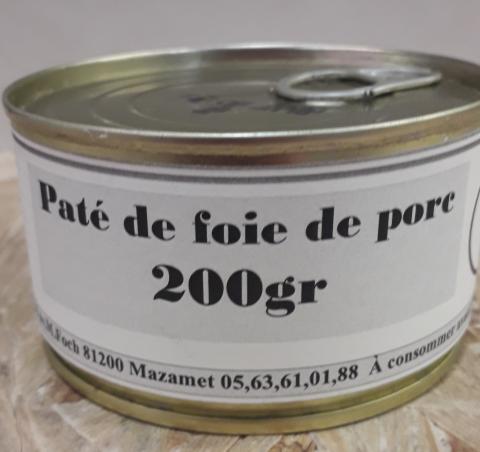 Paté de foie de porc
200gr
M.Foch 81200 Mazamet 05,63,61,01,88 À consommer